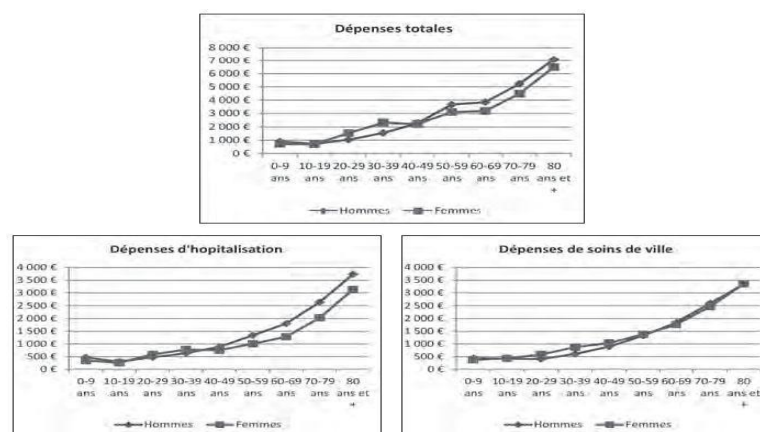 Dépenses totales
8 000 €
7 000 €
6 000 €
5 000 €
4 000 €
3 000 €
2 000 €
1 000 €
0 €
0-9 10-19 20-29 30-39 40-49 50-59 60-69 70-79 80
ans ans ans ans ans ans ans ans ans et
+
Hommes Femmes
Dépenses d'hopitalisation
4 000 €
3 500 €
3 000 €
2 500 €
2 000 €
1 500 €
1 000 €
500 €
0 €
0-9 10-19 20-29 30-39 40-49 50-59 60-69 70-79 80
ans ans ans ans ans ans ans ans ans et
+
Hommes Femmes
Dépenses de soins de ville
4 000 €
3 500 €
3 000 €
2 500 €
2 000 €
1 500 €
1 000 €
500 €
0 €
0-9 10-19 20-29 30-39 40-49 50-59 60-69 70-79 80
ans ans ans ans ans ans ans ans ans et
+
Hommes Femmes